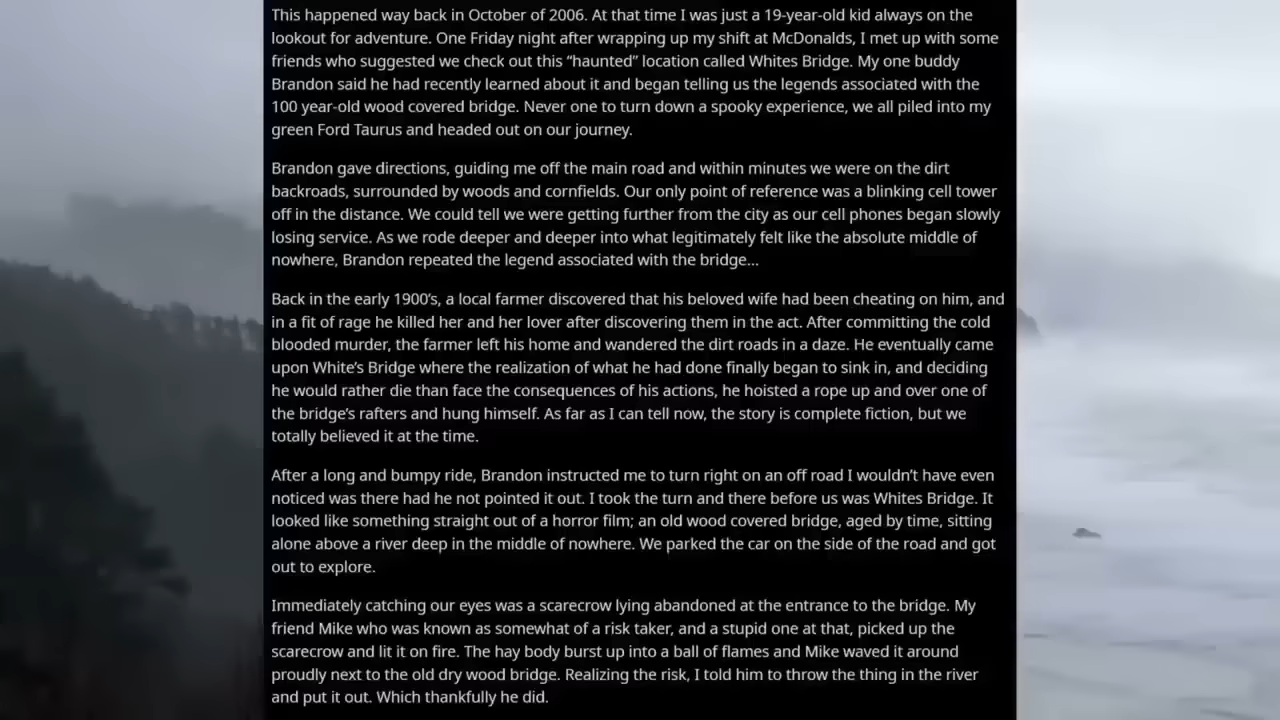 This happened way back in October of 2006. At that time I was just a 19-year-old kid always on the
lookout for adventure. One Friday night after wrapping up my shift at McDonalds, I met up with some
friends who suggested we check out this “haunted” location called Whites Bridge. My one buddy
Brandon said he had recently learned about it and began telling us the legends associated with the
100 year-old wood covered bridge. Never one to turn down a spooky experience, we all piled into my
green Ford Taurus and headed out on our journey.
Brandon gave directions, guiding me off the main road and within minutes we were on the dirt
backroads, surrounded by woods and cornfields. Our only point of reference was a blinking cell tower
off in the distance. We could tell we were getting further from the city as our cell phones began slowly
losing service. As we rode deeper and deeper into what legitimately felt like the absolute middle of
nowhere, Brandon repeated the legend associated with the bridge...
Back in the early 1900’s, a local farmer discovered that his beloved wife had been cheating on him, and
in a fit of rage he killed her and her lover after discovering them in the act. After committing the cold
blooded murder, the farmer left his home and wandered the dirt roads in a daze. He eventually came
upon White’s Bridge where the realization of what he had done finally began to sink in, and deciding
he would rather die than face the consequences of his actions, he hoisted a rope up and over one of
the bridge’s rafters and hung himself. As far as I can tell now, the story is complete fiction, but we
totally believed it at the time.
After a long and bumpy ride, Brandon instructed me to turn right on an off road I wouldn’t have even
noticed was there had he not pointed it out. I took the turn and there before us was Whites Bridge. It
looked like something straight out of a horror film; an old wood covered bridge, aged by time, sitting
alone above a river deep in the middle of nowhere. We parked the car on the side of the road and got
out to explore.
Immediately catching our eyes was a scarecrow lying abandoned at the entrance to the bridge. My
friend Mike who was known as somewhat of a risk taker, and a stupid one at that, picked up the
scarecrow and lit it on fire. The hay body burst up into a ball of flames and Mike waved it around
proudly next to the old dry wood bridge. Realizing the risk, I told him to throw the thing in the river
and put it out. Which thankfully he did.